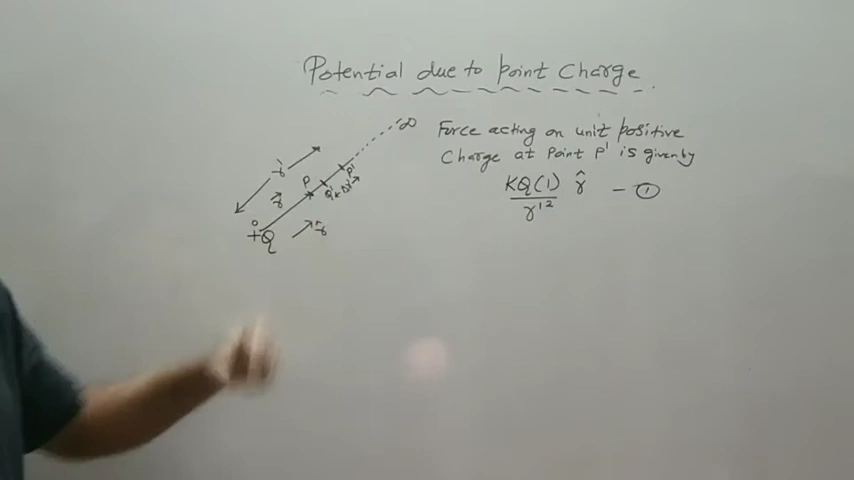 Potential due to point Charge
∞
Force acting on unit positive
Charge at Point P' is given by
KQ(1) r̂ — ①
r'²
r'
P
P'
r
Q'
Δr'
O
+Q
r̂